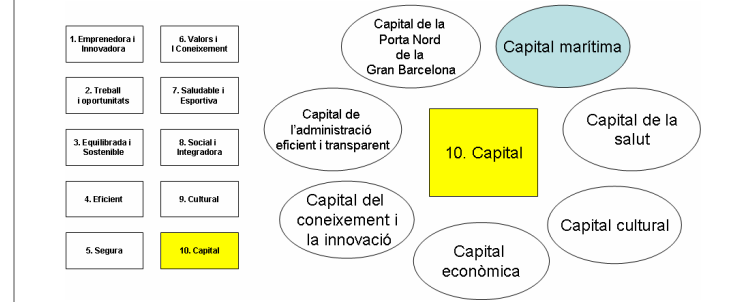 1. Emprenedora i
Innovadora
6. Valors i
l Coneixement
2. Treball
i oportunitats
7. Saludable i
Esportiva
3. Equilibrada i
Sostenible
8. Social i
Integradora
4. Eficient
9. Cultural
5. Segura
10. Capital
Capital de la
Porta Nord
de la
Gran Barcelona
Capital marítima
Capital de
l'administració
eficient i transparent
10. Capital
Capital de la
salut
Capital del
coneixement i
la innovació
Capital cultural
Capital
econòmica